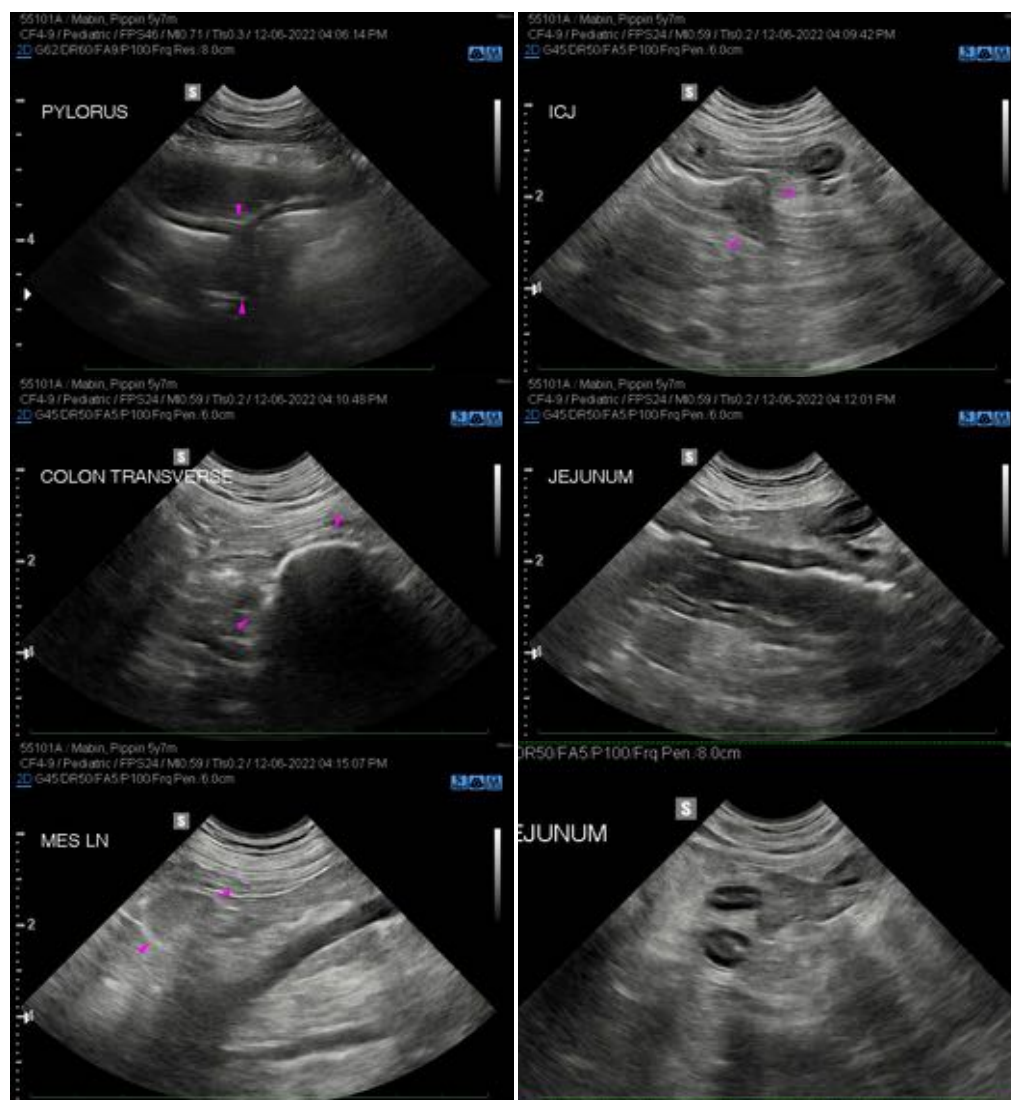 55101A / Mabin, Pippin 5y7m
CF4-9 / Pediatric / FPS46 / MI0.71 / TIs0.3 / 12-06-2022 04:06:14 PM
2D G62/DR60/FA9/P100 Frq Res./8.0cm
S
PYLORUS
4
55101A / Mabin, Pippin 5y7m
CF4-9 / Pediatric / FPS24 / MI0.59 / TIs0.2 / 12-06-2022 04:09:42 PM
2D G45/DR50/FA5/P100 Frq Pen./6.0cm
S
ICJ
2
55101A / Mabin, Pippin 5y7m
CF4-9 / Pediatric / FPS24 / MI0.59 / TIs0.2 / 12-06-2022 04:10:48 PM
2D G45/DR50/FA5/P100 Frq Pen./6.0cm
S
COLON TRANSVERSE
2
55101A / Mabin, Pippin 5y7m
CF4-9 / Pediatric / FPS24 / MI0.59 / TIs0.2 / 12-06-2022 04:12:01 PM
2D G45/DR50/FA5/P100 Frq Pen./6.0cm
S
JEJUNUM
2
55101A / Mabin, Pippin 5y7m
CF4-9 / Pediatric / FPS24 / MI0.59 / TIs0.2 / 12-06-2022 04:15:07 PM
2D G45/DR50/FA5/P100 Frq Pen./6.0cm
S
MES LN
2
DR50/FA5/P100/Frq Pen./8.0cm
S
EJUNUM